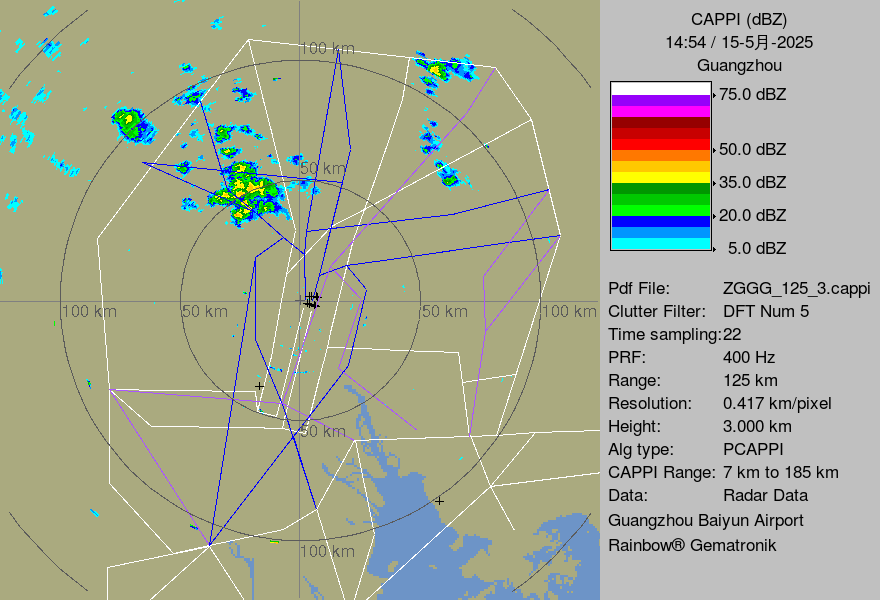 100 km
50 km
100 km
50 km
50 km
100 km
50 km
100 km
CAPPI (dBZ)
14:54 / 15-5月-2025
Guangzhou
75.0 dBZ
50.0 dBZ
35.0 dBZ
20.0 dBZ
5.0 dBZ
Pdf File: ZGGG_125_3.cappi
Clutter Filter: DFT Num 5
Time sampling:22
PRF: 400 Hz
Range: 125 km
Resolution: 0.417 km/pixel
Height: 3.000 km
Alg type: PCAPPI
CAPPI Range: 7 km to 185 km
Data: Radar Data
Guangzhou Baiyun Airport
Rainbow® Gematronik